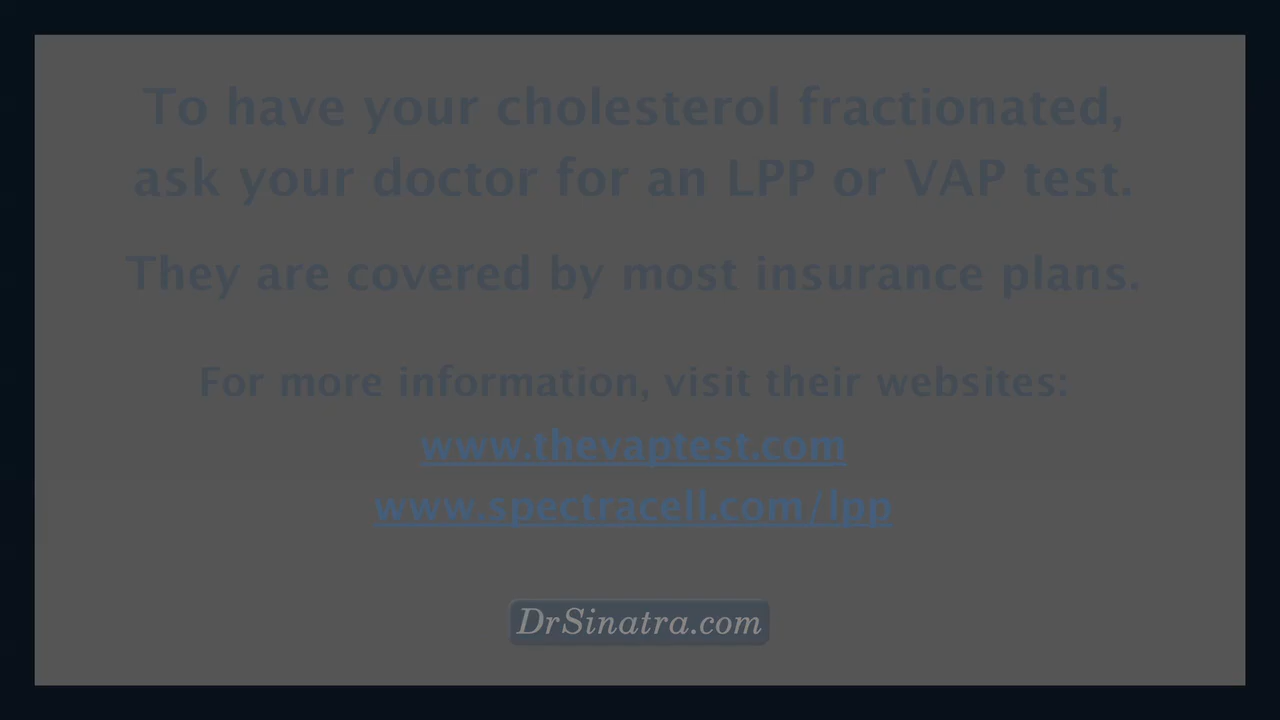 To have your cholesterol fractionated,
ask your doctor for an LPP or VAP test.
They are covered by most insurance plans.
For more information, visit their websites:
www.thevaptest.com
www.spectracell.com/lpp
DrSinatra.com